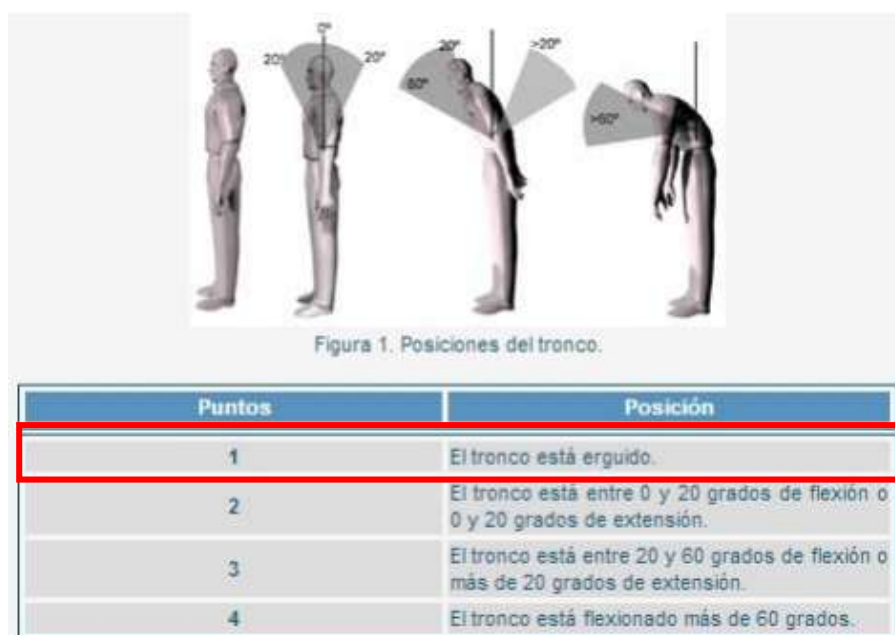 0°
20° 20° 20° >20°
60° >60°
Figura 1. Posiciones del tronco.
Puntos Posición
1 El tronco está erguido.
2 El tronco está entre 0 y 20 grados de flexión o
0 y 20 grados de extensión.
3 El tronco está entre 20 y 60 grados de flexión o
más de 20 grados de extensión.
4 El tronco está flexionado más de 60 grados.